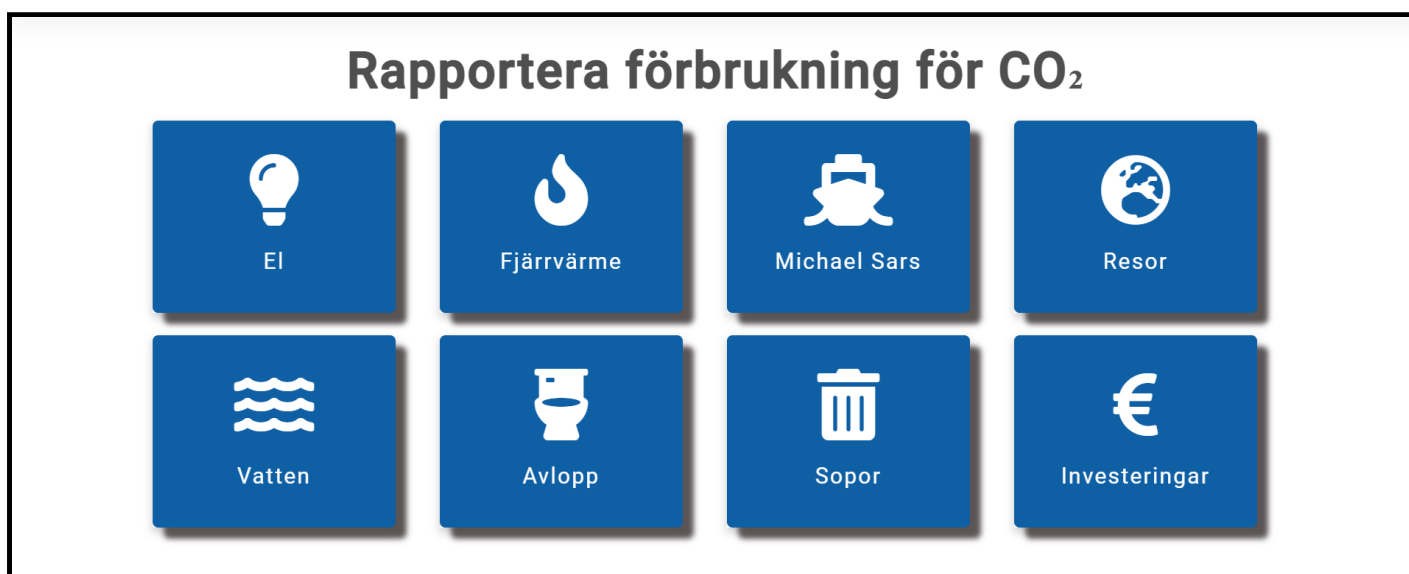 Rapportera förbrukning för CO₂
El
Fjärrvärme
Michael Sars
Resor
Vatten
Avlopp
Sopor
Investeringar